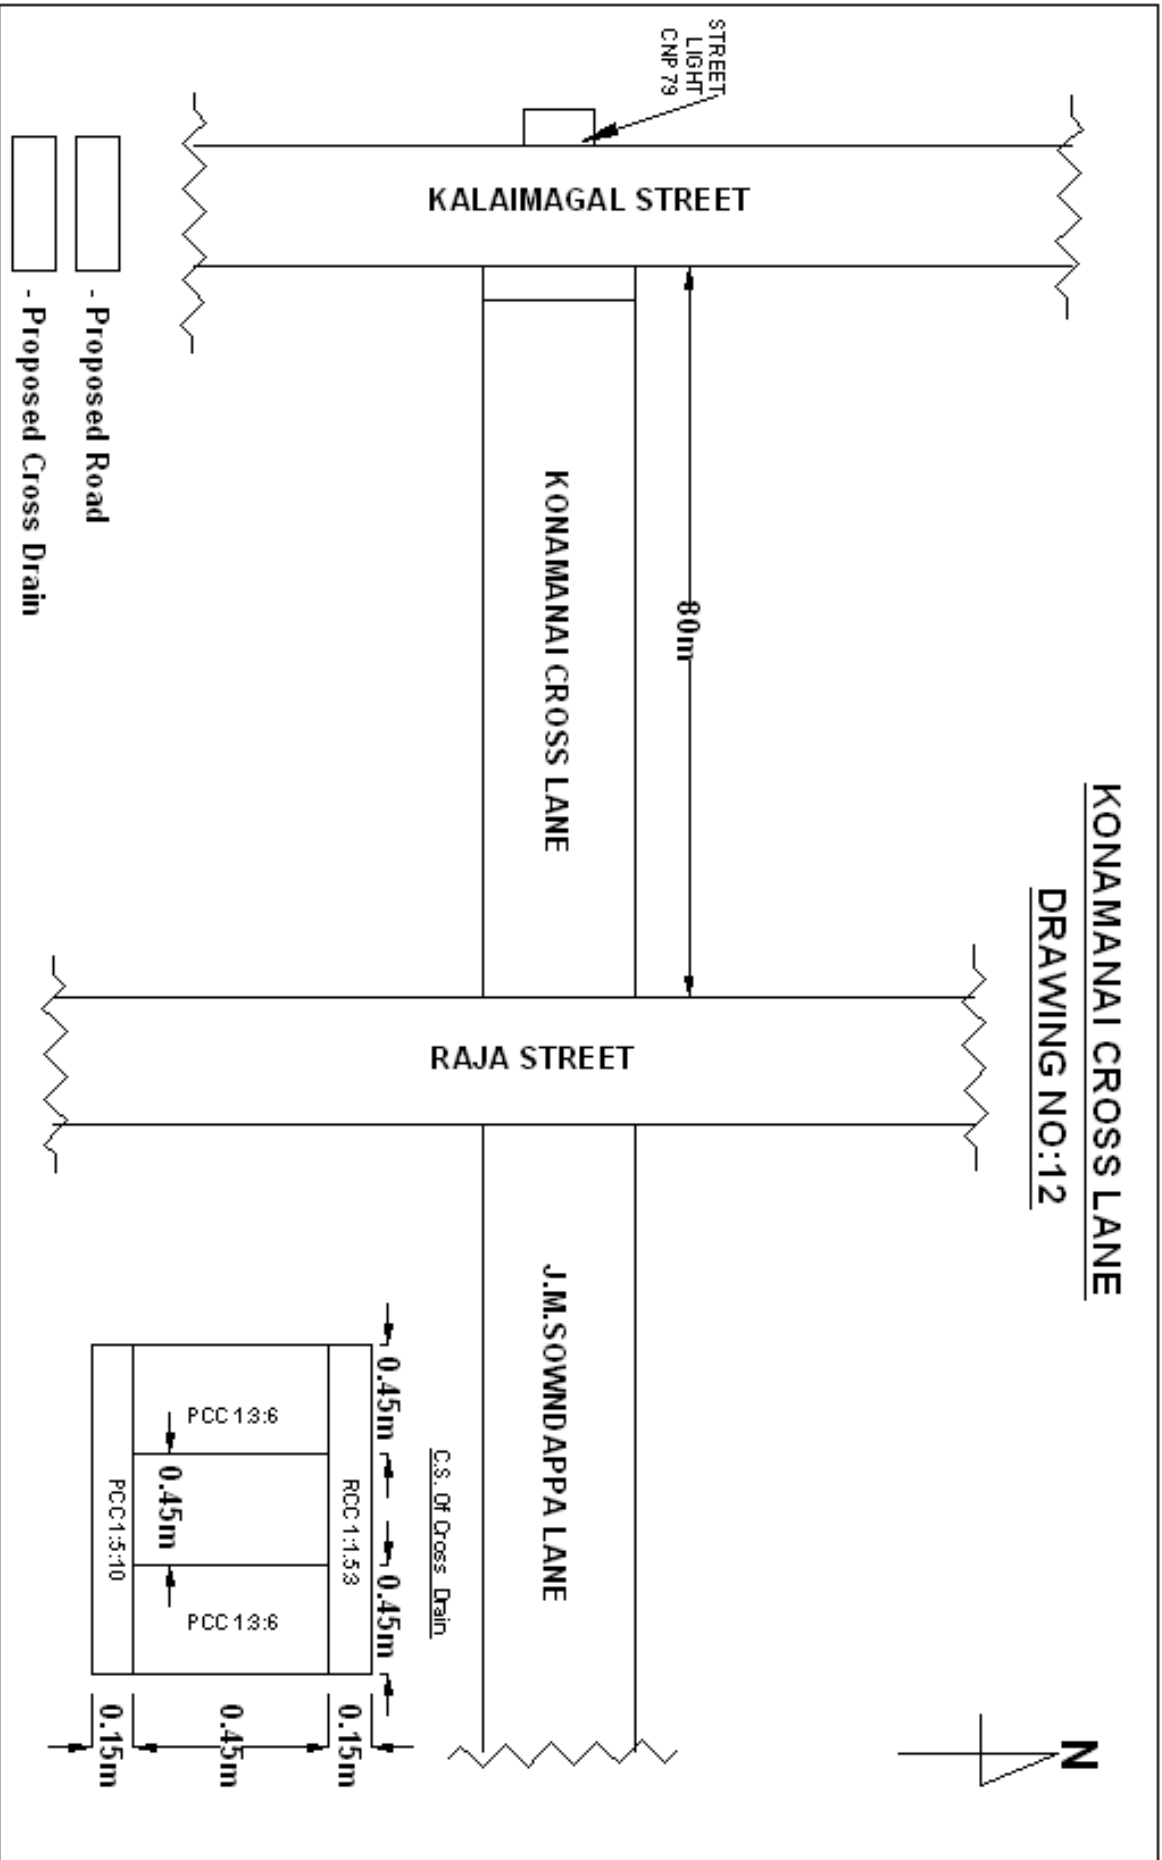 KONAMANAI CROSS LANE
DRAWING NO:12
N
STREET
LIGHT
CNP 79
KALAIMAGAL STREET
80m
KONAMANAI CROSS LANE
RAJA STREET
J.M.SOWNDAPPA LANE
C.S. Of Cross Drain
0.45m
0.45m
RCC 1:1.5:3
0.15m
PCC 1:3:6
PCC 1:3:6
0.45m
0.45m
PCC 1:5:10
0.15m
- Proposed Road
- Proposed Cross Drain